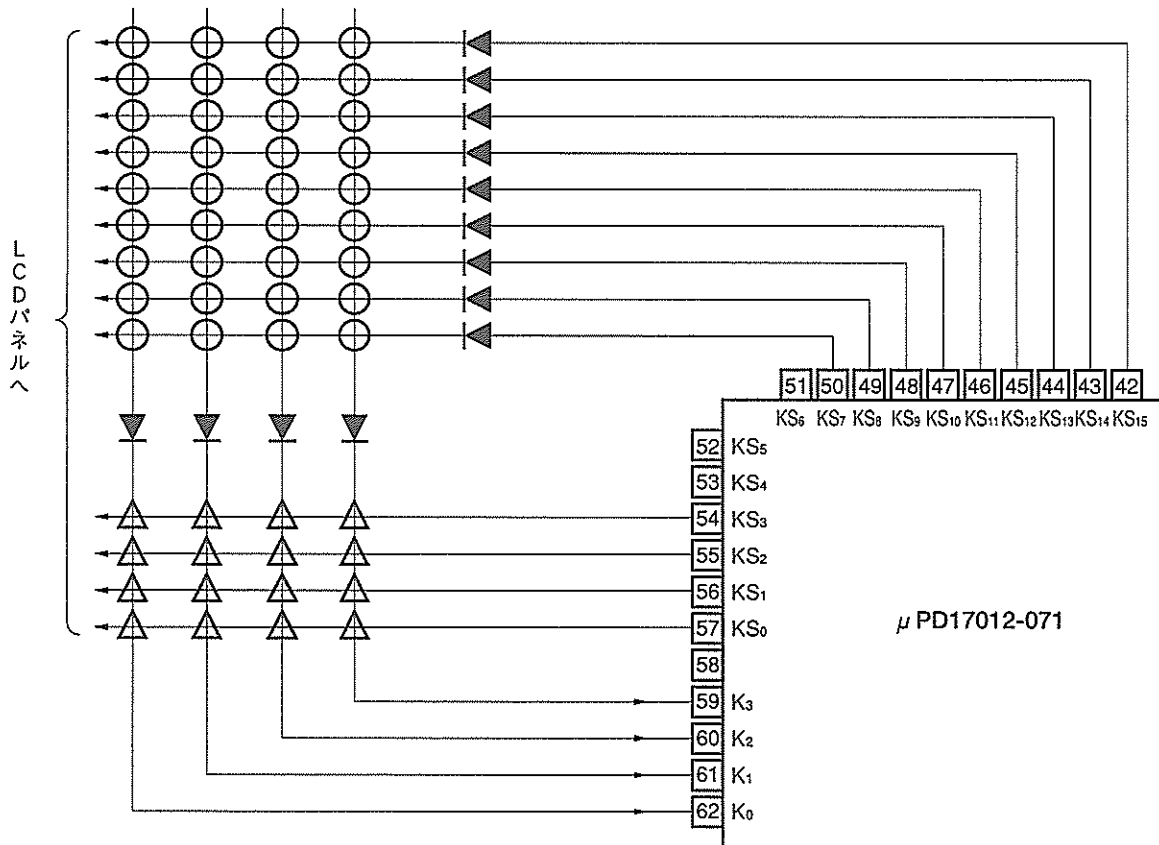 LCDパネルへ
51 50 49 48 47 46 45 44 43 42
KS₆ KS₇ KS₈ KS₉ KS₁₀ KS₁₁ KS₁₂ KS₁₃ KS₁₄ KS₁₅
52 KS₅
53 KS₄
54 KS₃
55 KS₂
56 KS₁
57 KS₀
μPD17012-071
58
59 K₃
60 K₂
61 K₁
62 K₀